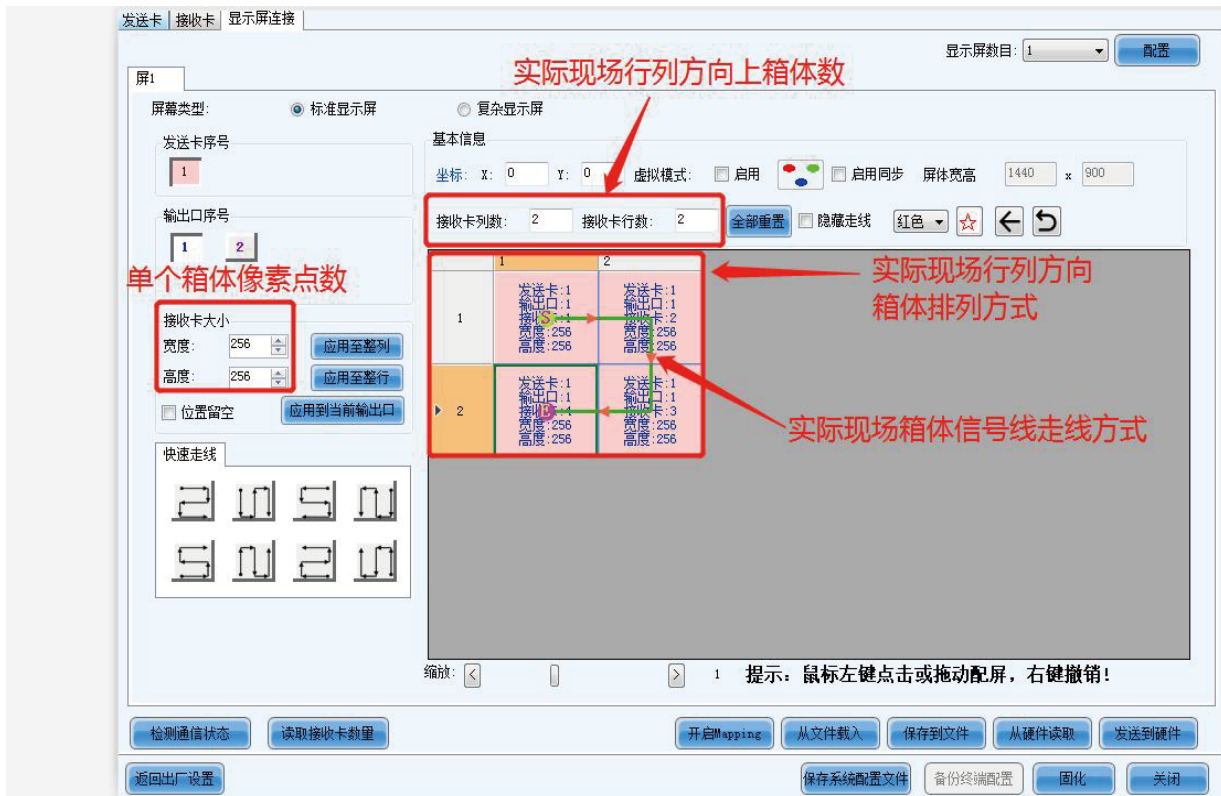 发送卡 接收卡 显示屏连接
显示屏数目: 1 配置
屏1
实际现场行列方向上箱体数
屏幕类型: 标准显示屏 复杂显示屏
发送卡序号
1
输出口序号
1 2
单个箱体像素点数
接收卡大小
宽度: 256 应用至整列
高度: 256 应用至整行
位置留空 应用到当前输出口
快速走线
基本信息
坐标: X: 0 Y: 0 虚拟模式: 启用 启用同步 屏体宽高 1440 x 900
接收卡列数: 2 接收卡行数: 2 全部重置 隐藏走线 红色
1 2
1
发送卡:1
输出口:1
接收卡:1
宽度:256
高度:256
发送卡:1
输出口:1
接收卡:2
宽度:256
高度:256
2
发送卡:1
输出口:1
接收卡:4
宽度:256
高度:256
发送卡:1
输出口:1
接收卡:3
宽度:256
高度:256
S
E
实际现场行列方向
箱体排列方式
实际现场箱体信号线走线方式
缩放: 1 提示：鼠标左键点击或拖动配屏，右键撤销！
检测通信状态 读取接收卡数量 开启Mapping 从文件载入 保存到文件 从硬件读取 发送到硬件
返回出厂设置 保存系统配置文件 备份终端配置 固化 关闭